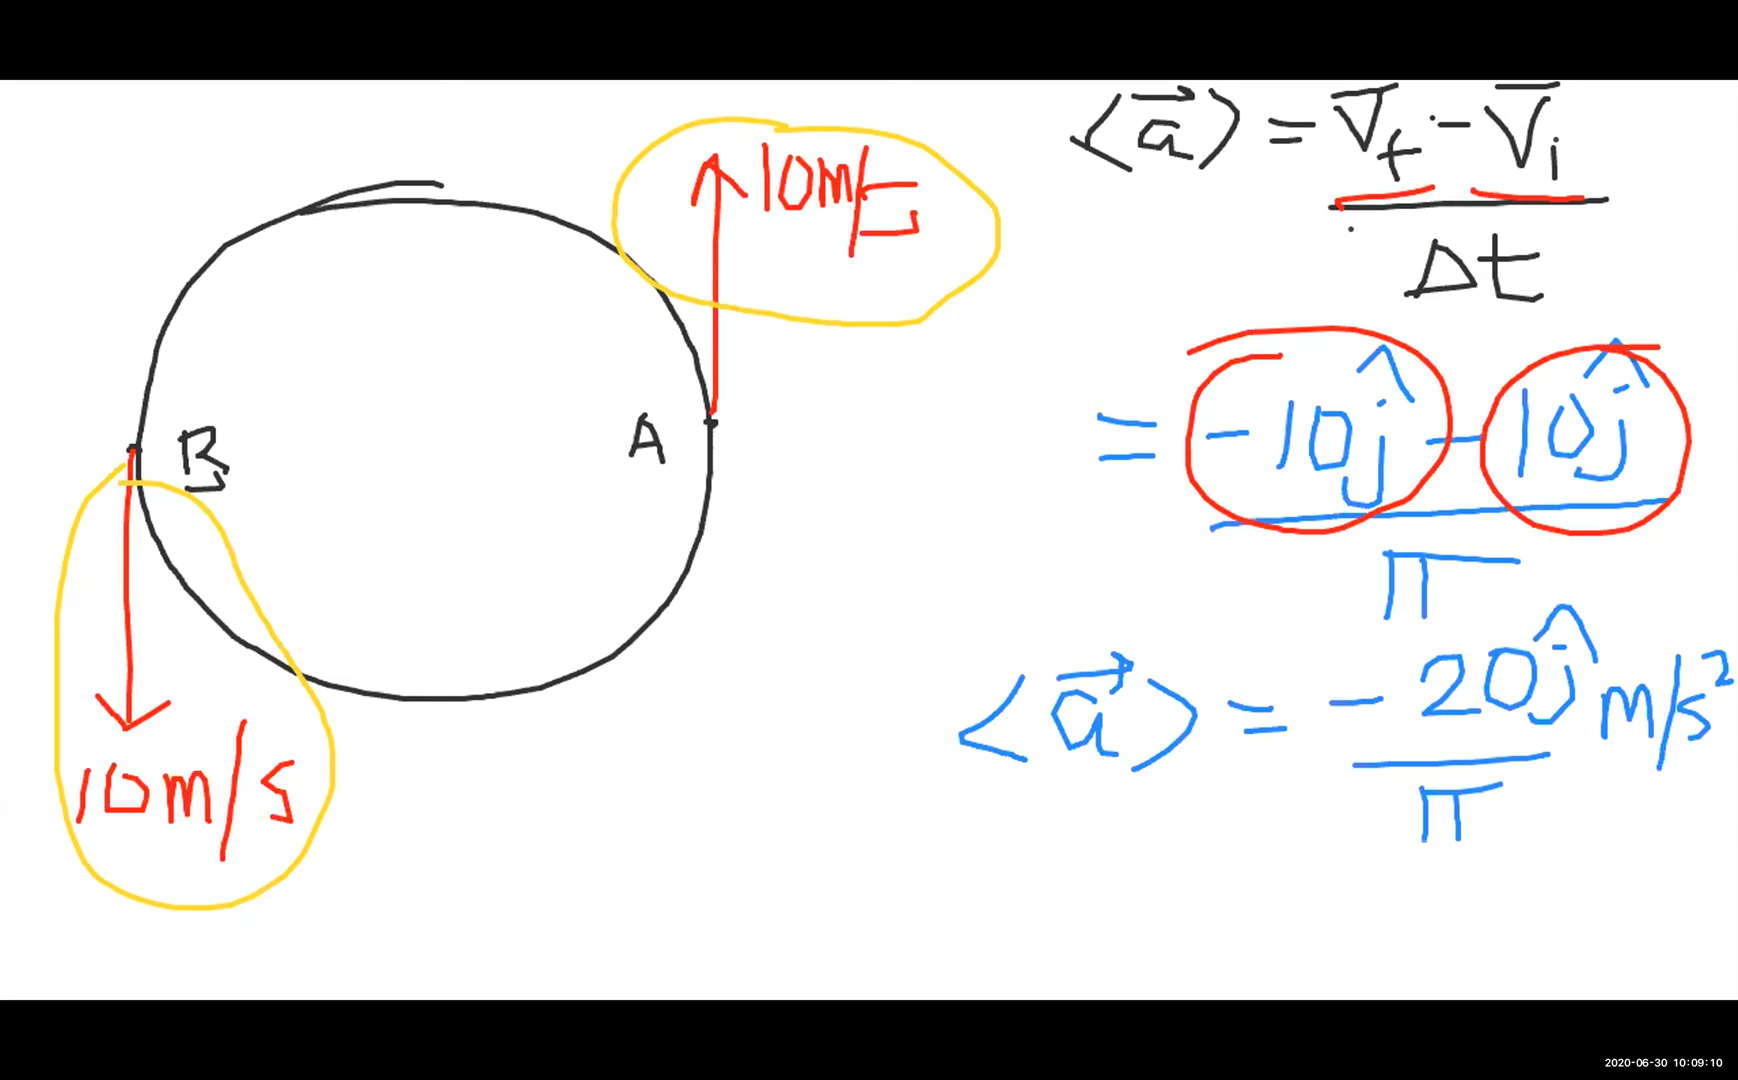 10m/s
A
B
10m/s
⟨a⃗⟩ = V̅f - V̅i
Δt
= -10ĵ - 10ĵ
π
⟨a⃗⟩ = -20ĵ m/s²
π
2020-06-30 10:09:10